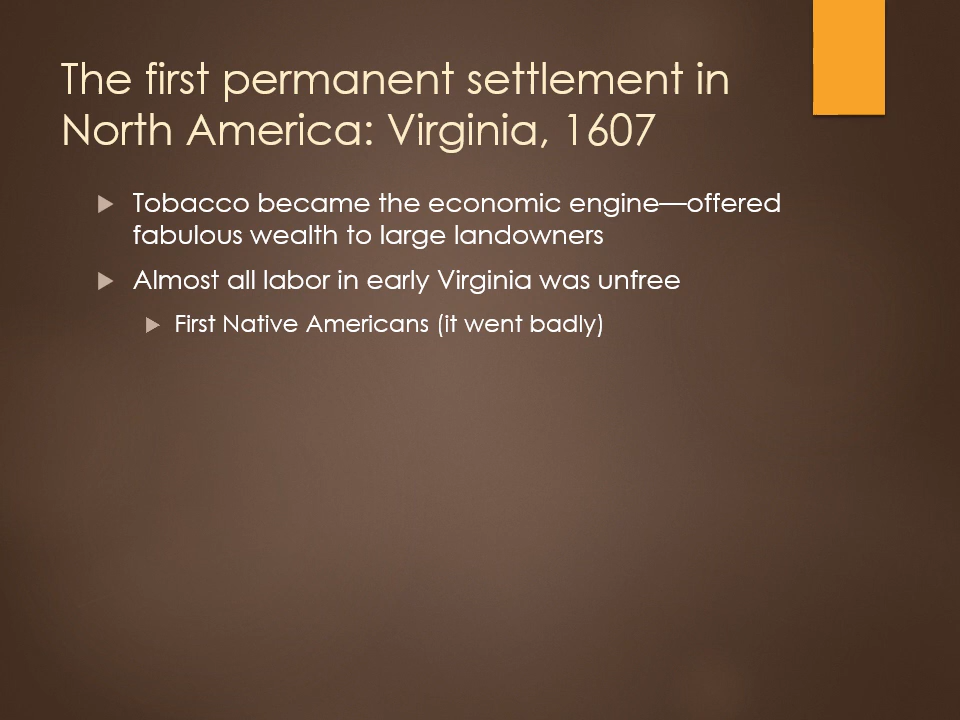 The first permanent settlement in
North America: Virginia, 1607
Tobacco became the economic engine—offered
fabulous wealth to large landowners
Almost all labor in early Virginia was unfree
First Native Americans (it went badly)